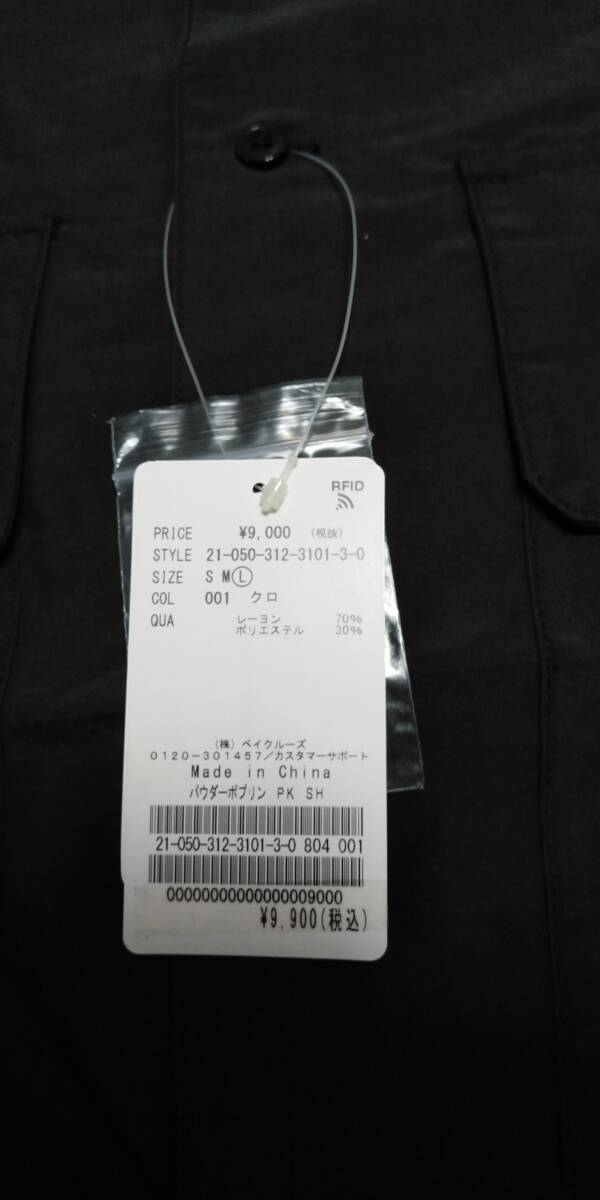 RFID
PRICE ¥9,000 (税抜)
STYLE 21-050-312-3101-3-0
SIZE S M L
COL 001 クロ
QUA レーヨン 70%
ポリエステル 30%
(株) ベイクルーズ
0120-301457/カスタマーサポート
Made in China
パウダーポプリン PK SH
21-050-312-3101-3-0 804 001
00000000000000009000
¥9,900(税込)